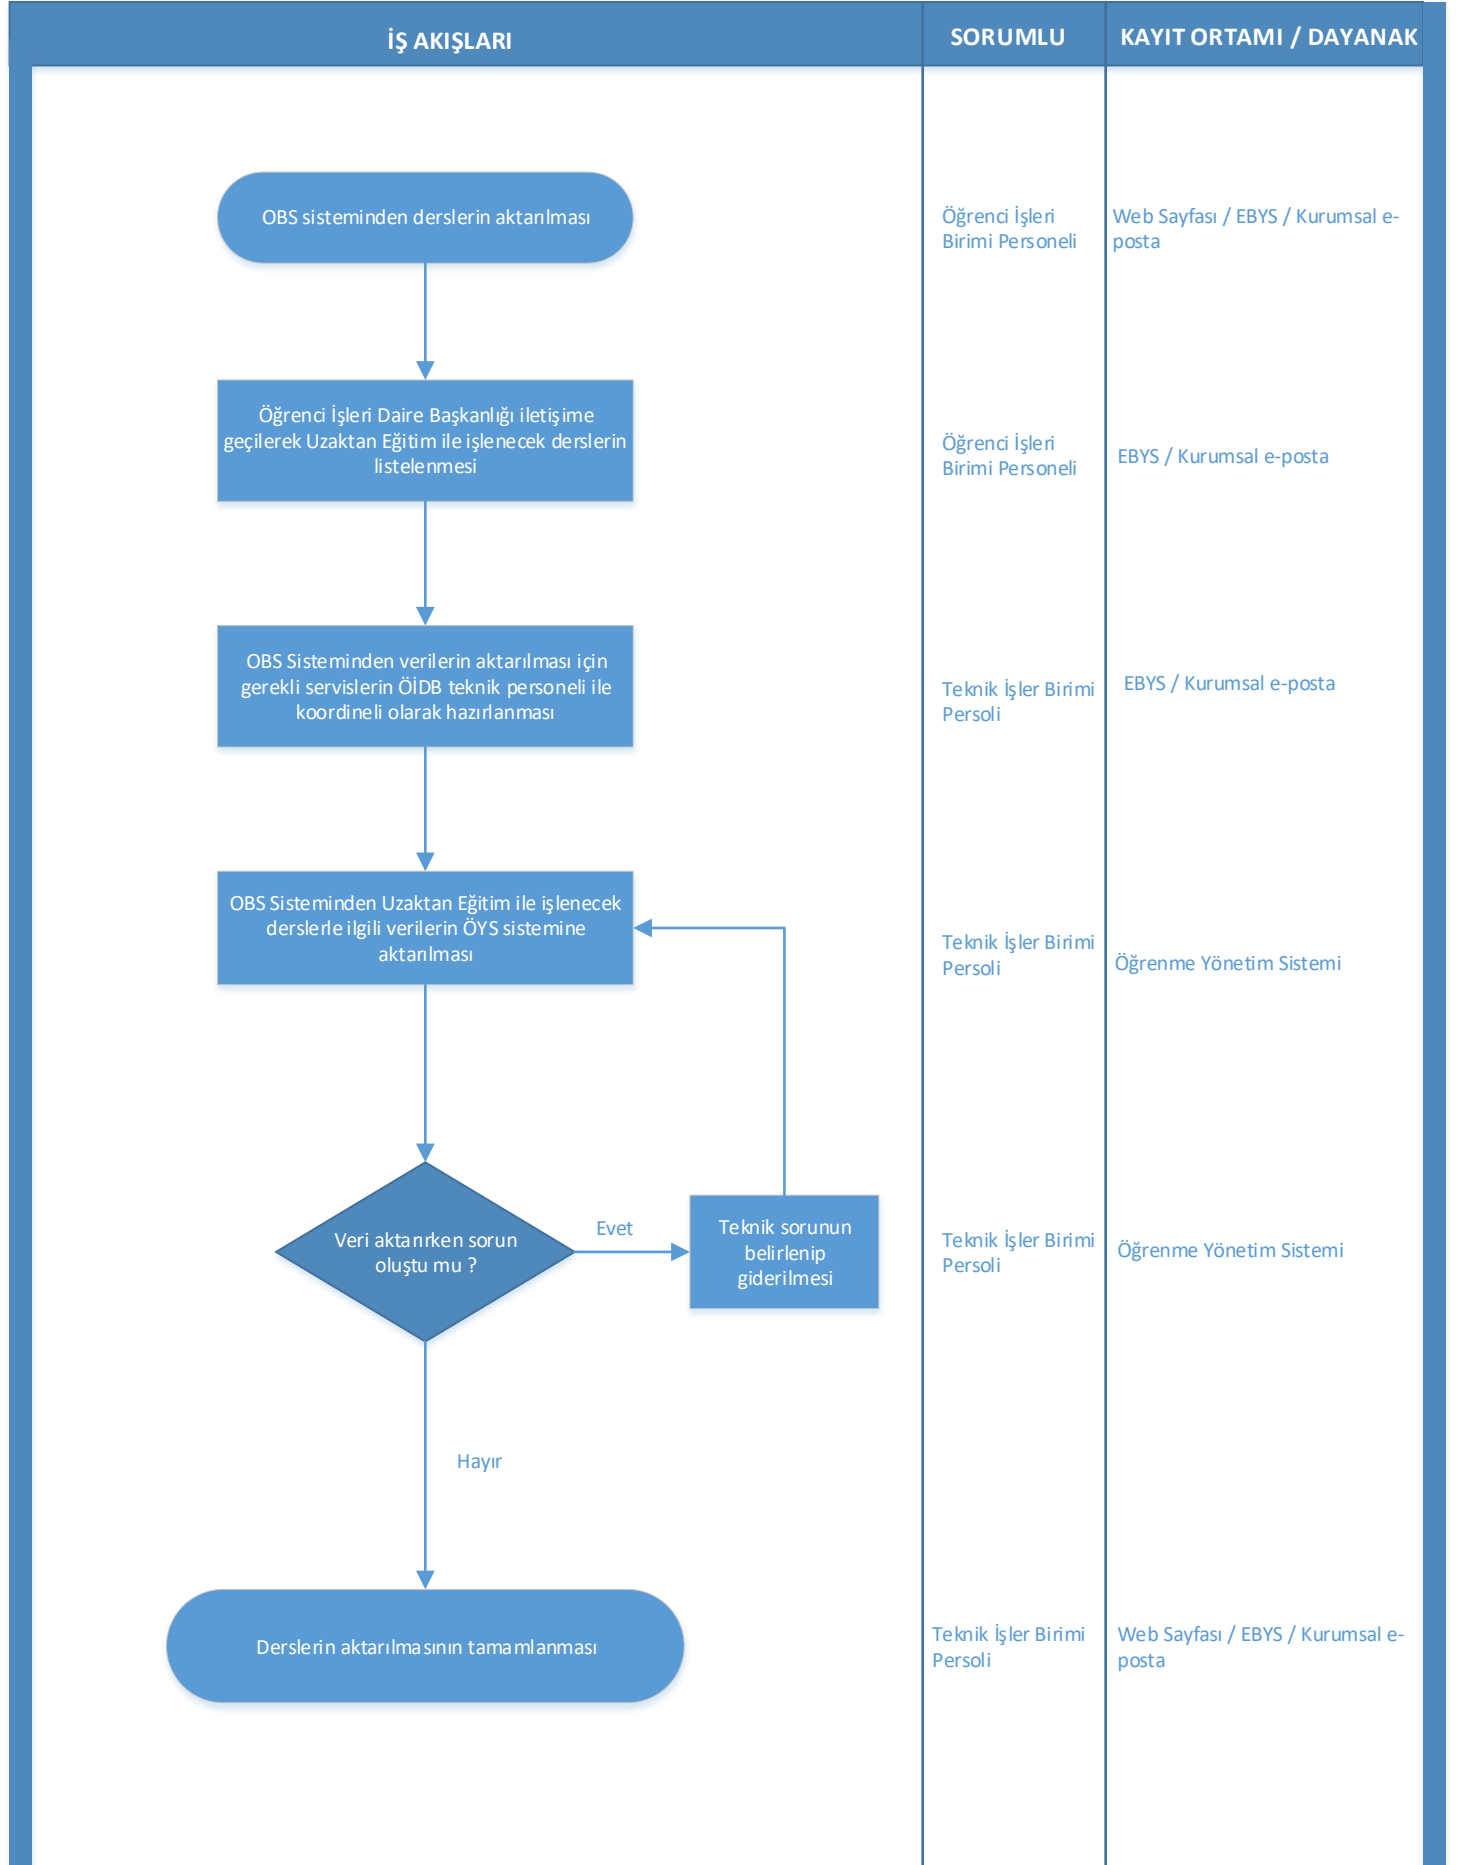 İŞ AKIŞLARI
SORUMLU
KAYIT ORTAMI / DAYANAK
OBS sisteminden derslerin aktarılması
Öğrenci İşleri
Birimi Personeli
Web Sayfası / EBYS / Kurumsal e-
posta
Öğrenci İşleri Daire Başkanlığı iletişime
geçilerek Uzaktan Eğitim ile işlenecek derslerin
listelenmesi
Öğrenci İşleri
Birimi Personeli
EBYS / Kurumsal e-posta
OBS Sisteminden verilerin aktarılması için
gerekli servislerin ÖİDB teknik personeli ile
koordineli olarak hazırlanması
Teknik İşler Birimi
Persoli
EBYS / Kurumsal e-posta
OBS Sisteminden Uzaktan Eğitim ile işlenecek
derslerle ilgili verilerin ÖYS sistemine
aktarılması
Teknik İşler Birimi
Persoli
Öğrenme Yönetim Sistemi
Veri aktarırken sorun
oluştu mu ?
Evet
Teknik sorunun
belirlenip
giderilmesi
Teknik İşler Birimi
Persoli
Öğrenme Yönetim Sistemi
Hayır
Derslerin aktarılmasının tamamlanması
Teknik İşler Birimi
Persoli
Web Sayfası / EBYS / Kurumsal e-
posta